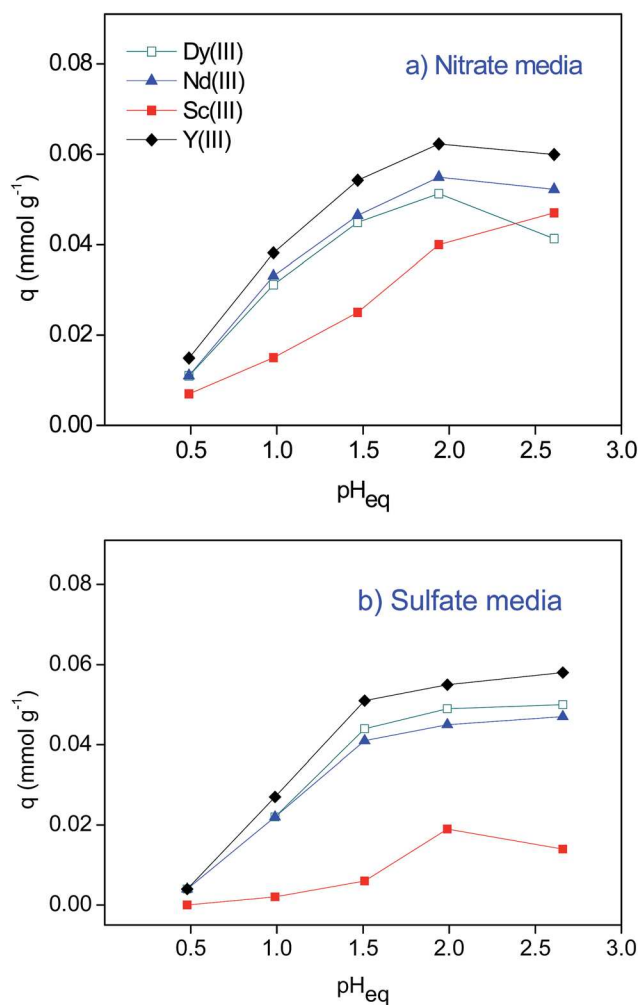 a) Nitrate media
Dy(III)
Nd(III)
Sc(III)
Y(III)
q (mmol g⁻¹)
0.08
0.06
0.04
0.02
0.00
0.5 1.0 1.5 2.0 2.5 3.0
pHeq
b) Sulfate media
q (mmol g⁻¹)
0.08
0.06
0.04
0.02
0.00
0.5 1.0 1.5 2.0 2.5 3.0
pHeq